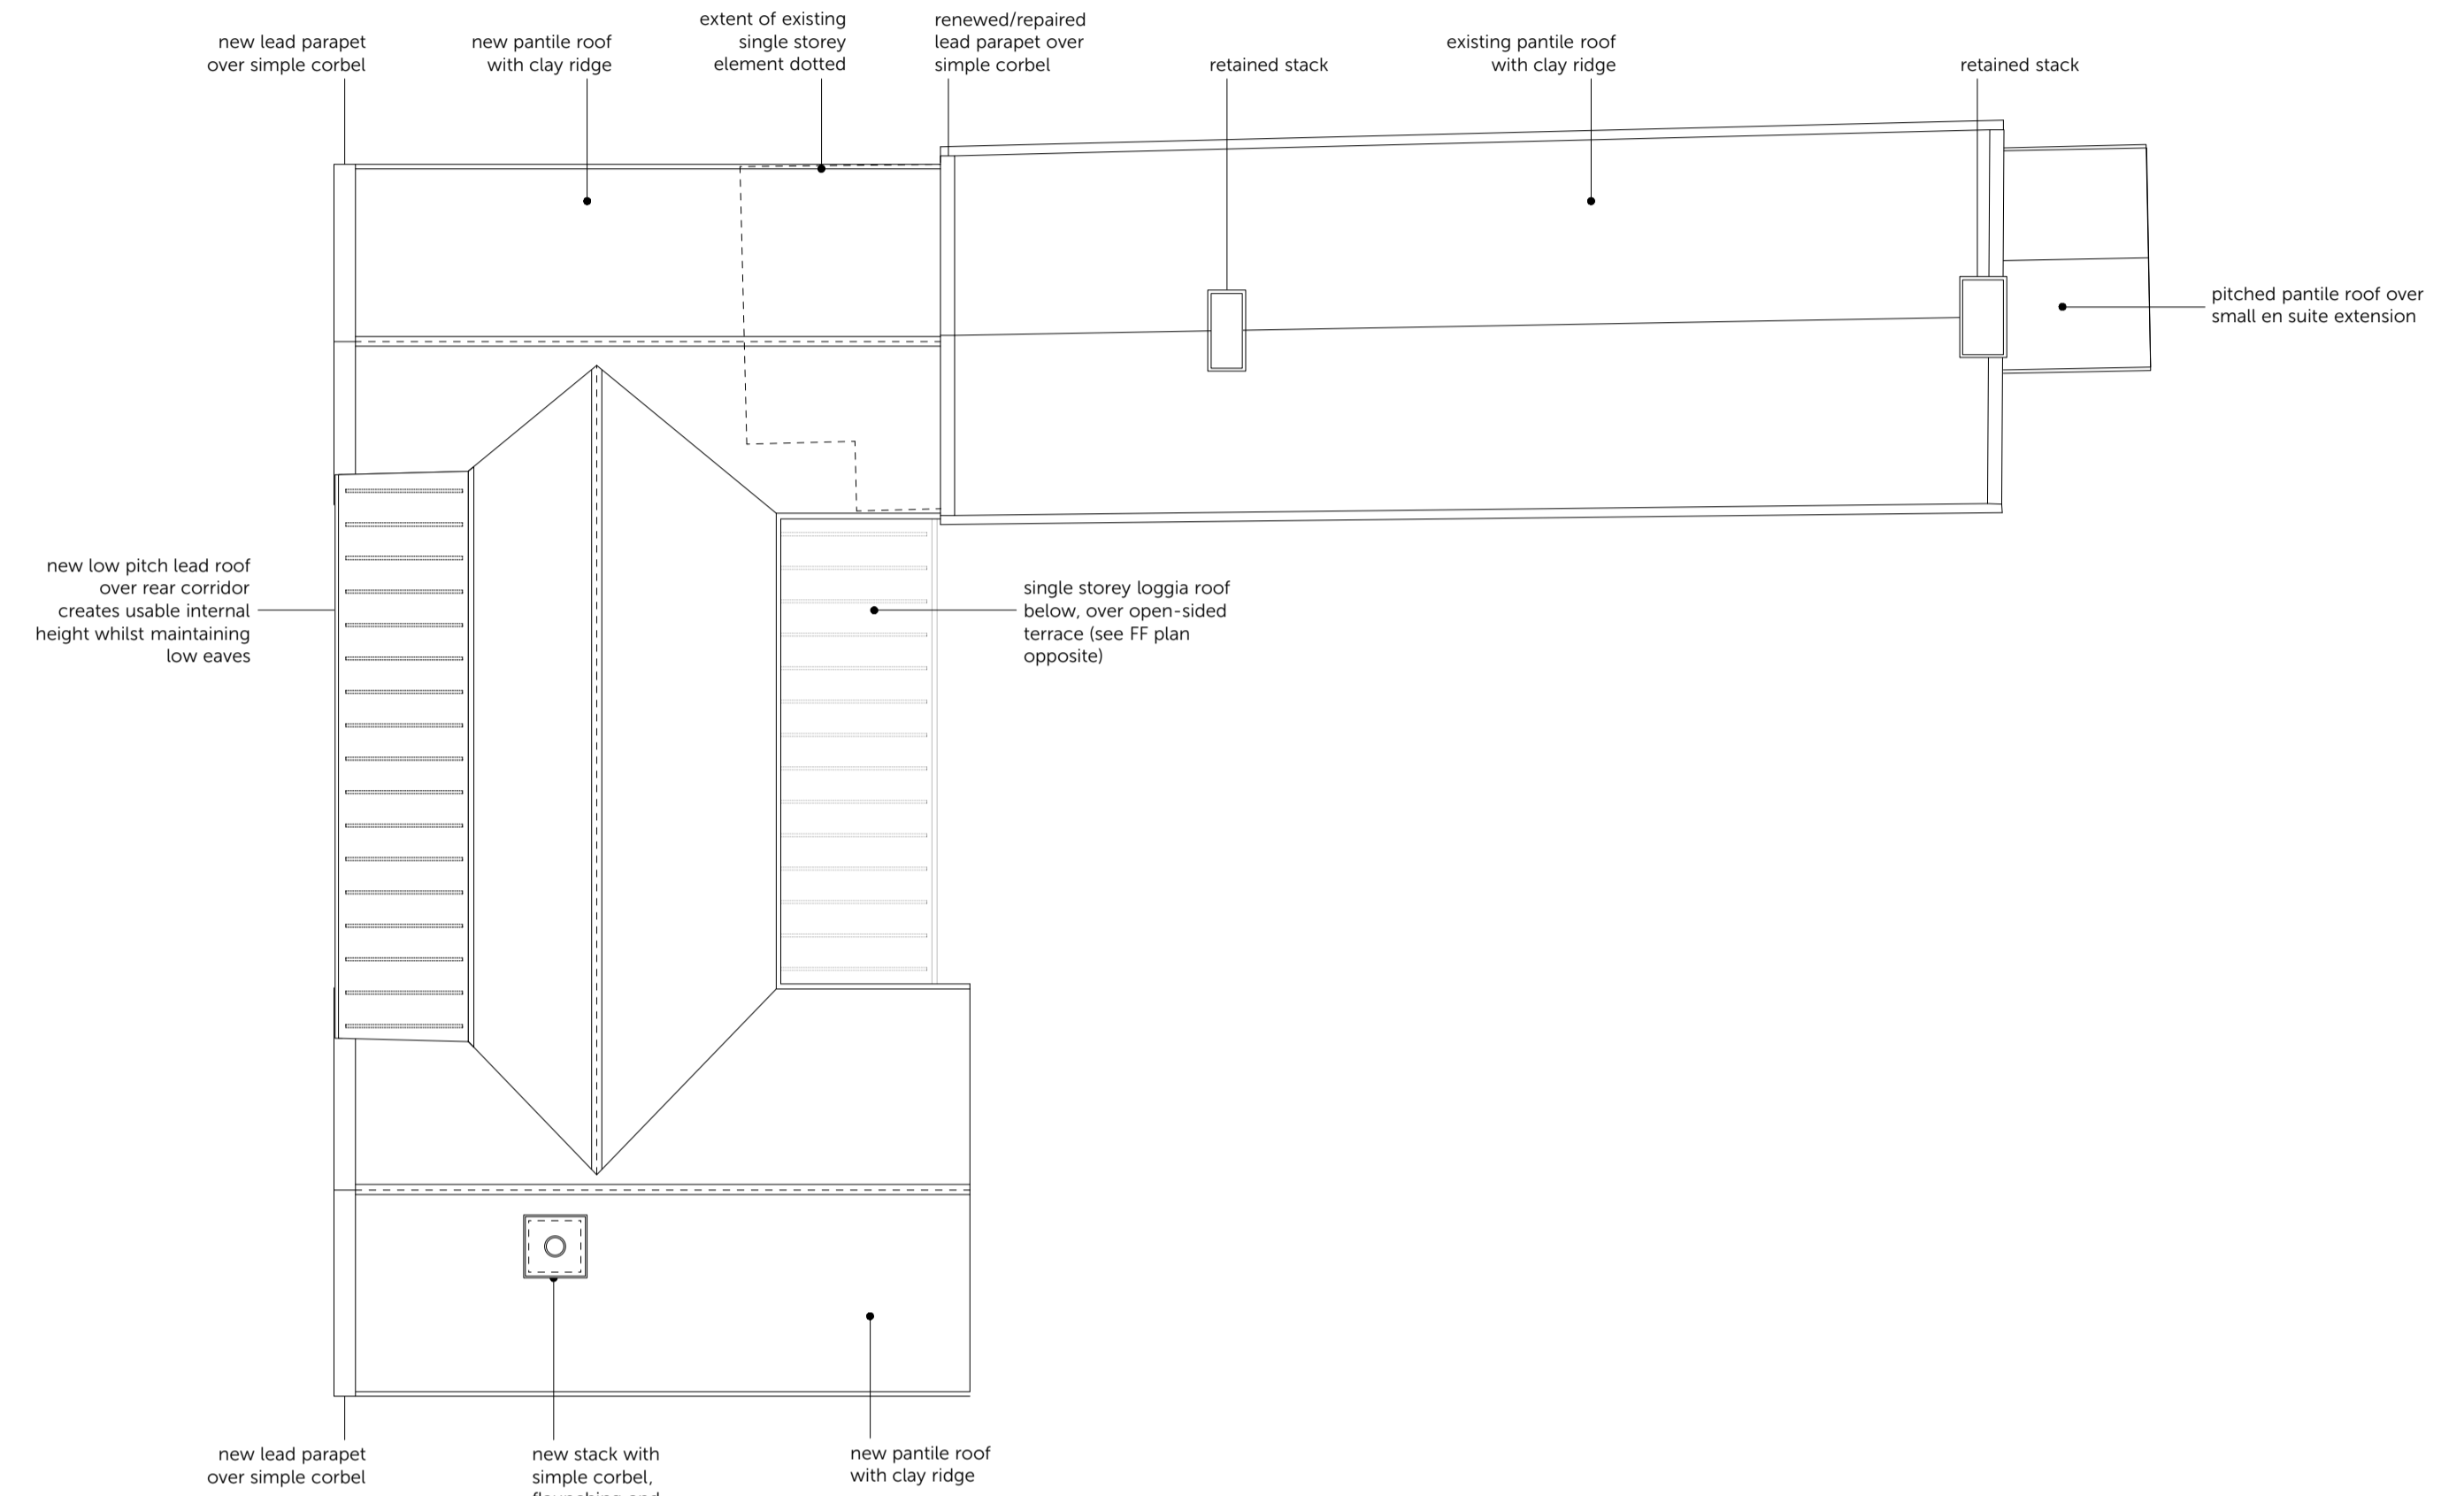 new lead parapet
over simple corbel
new pantile roof
with clay ridge
extent of existing
single storey
element dotted
renewed/repaired
lead parapet over
simple corbel
retained stack
existing pantile roof
with clay ridge
retained stack
pitched pantile roof over
small en suite extension
new low pitch lead roof
over rear corridor
creates usable internal
height whilst maintaining
low eaves
single storey loggia roof
below, over open-sided
terrace (see FF plan
opposite)
new lead parapet
over simple corbel
new stack with
simple corbel,
new pantile roof
with clay ridge